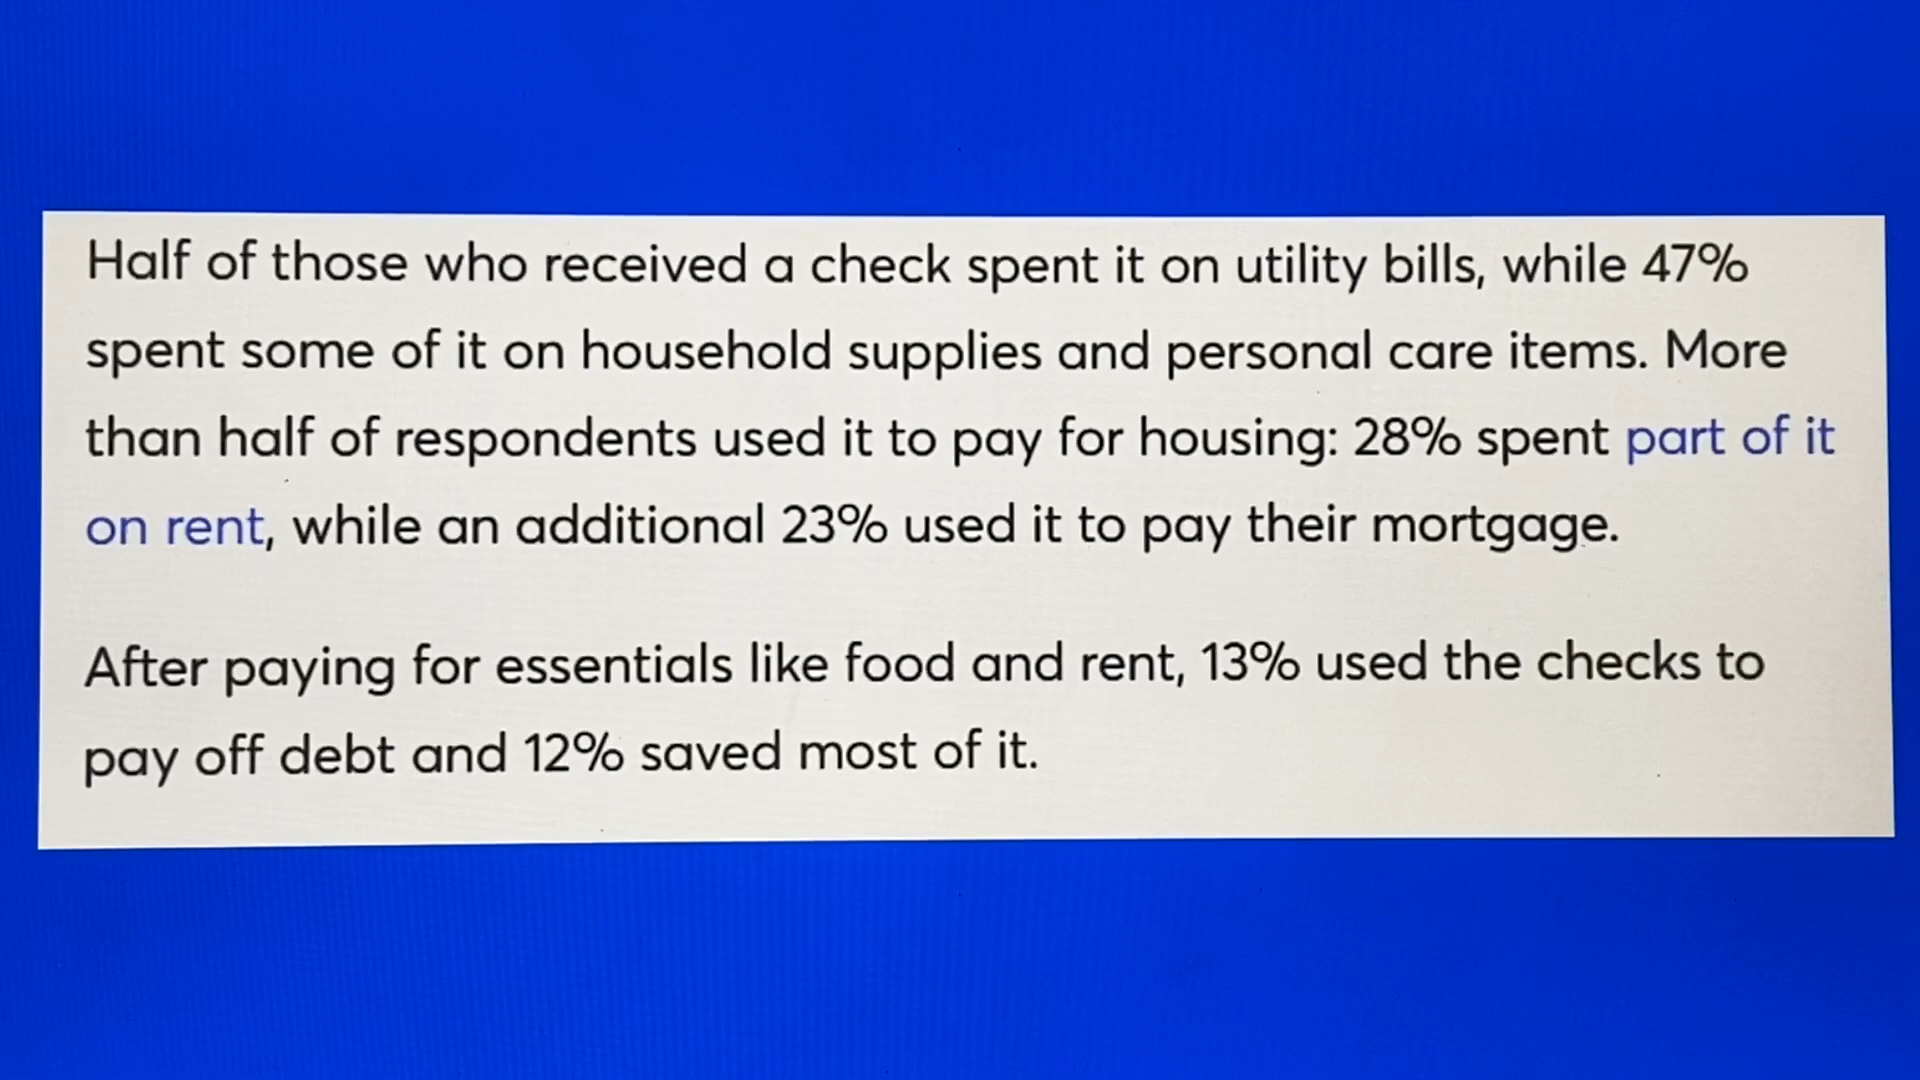 Half of those who received a check spent it on utility bills, while 47%
spent some of it on household supplies and personal care items. More
than half of respondents used it to pay for housing: 28% spent part of it
on rent, while an additional 23% used it to pay their mortgage.
After paying for essentials like food and rent, 13% used the checks to
pay off debt and 12% saved most of it.